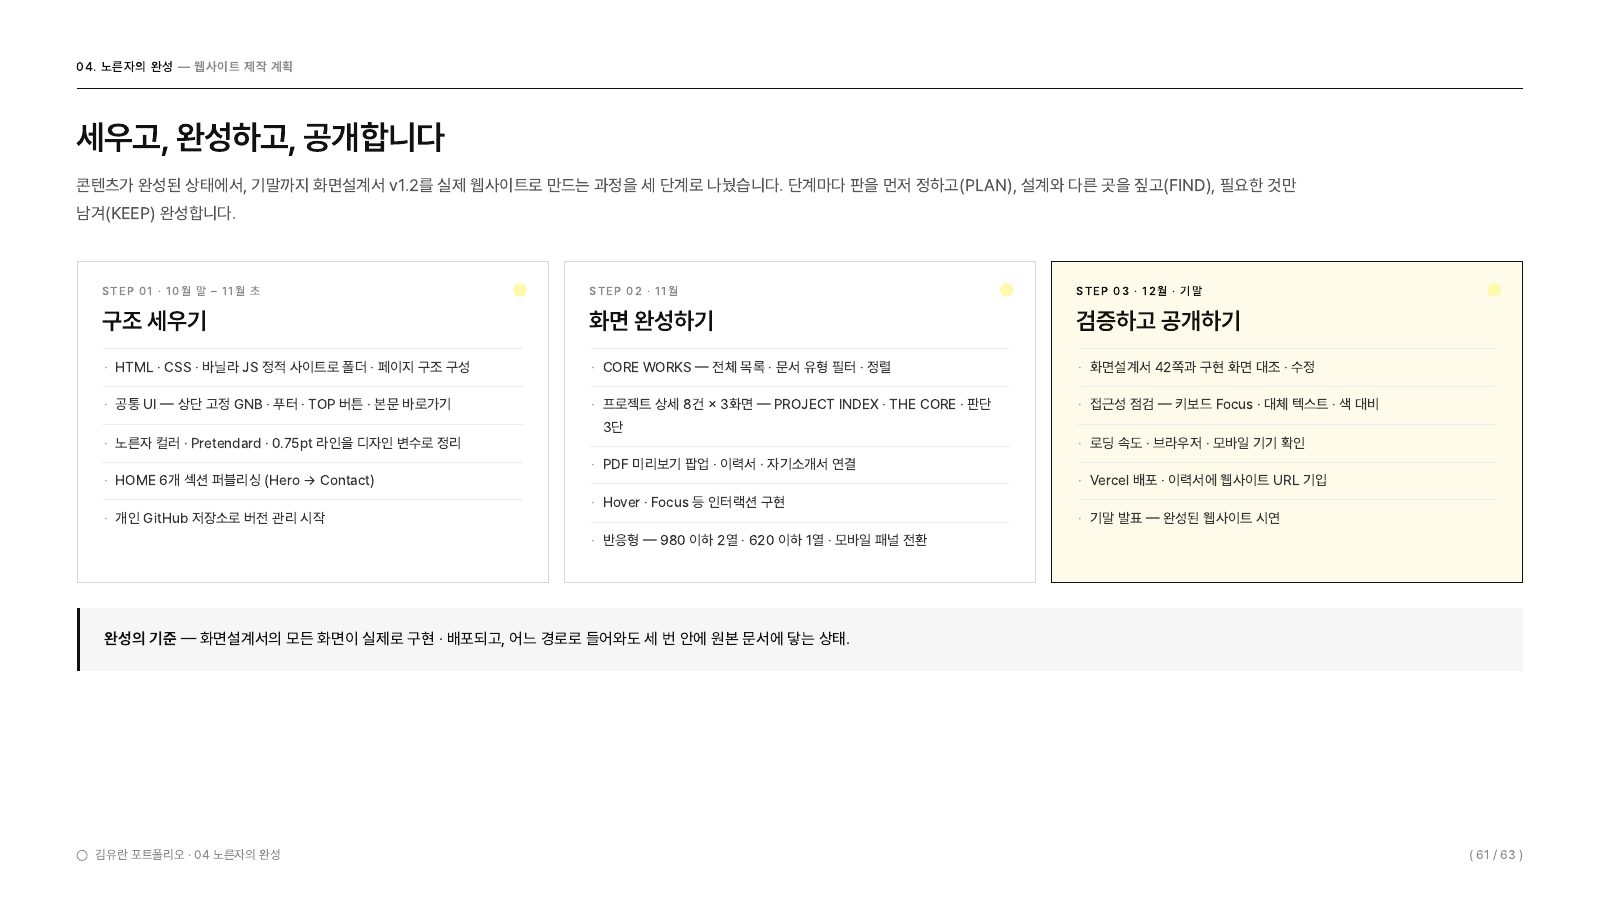 04. 노른자의 완성 — 웹사이트 제작 계획
세우고, 완성하고, 공개합니다
콘텐츠가 완성된 상태에서, 기말까지 화면설계서 v1.2를 실제 웹사이트로 만드는 과정을 세 단계로 나눴습니다. 단계마다 판을 먼저 정하고(PLAN), 설계와 다른 곳을 짚고(FIND), 필요한 것만
남겨(KEEP) 완성합니다.
STEP 01 · 10월 말 – 11월 초
구조 세우기
· HTML · CSS · 바닐라 JS 정적 사이트로 폴더 · 페이지 구조 구성
· 공통 UI — 상단 고정 GNB · 푸터 · TOP 버튼 · 본문 바로가기
· 노른자 컬러 · Pretendard · 0.75pt 라인을 디자인 변수로 정리
· HOME 6개 섹션 퍼블리싱 (Hero → Contact)
· 개인 GitHub 저장소로 버전 관리 시작
STEP 02 · 11월
화면 완성하기
· CORE WORKS — 전체 목록 · 문서 유형 필터 · 정렬
· 프로젝트 상세 8건 × 3화면 — PROJECT INDEX · THE CORE · 판단
3단
· PDF 미리보기 팝업 · 이력서 · 자기소개서 연결
· Hover · Focus 등 인터랙션 구현
· 반응형 — 980 이하 2열 · 620 이하 1열 · 모바일 패널 전환
STEP 03 · 12월 · 기말
검증하고 공개하기
· 화면설계서 42쪽과 구현 화면 대조 · 수정
· 접근성 점검 — 키보드 Focus · 대체 텍스트 · 색 대비
· 로딩 속도 · 브라우저 · 모바일 기기 확인
· Vercel 배포 · 이력서에 웹사이트 URL 기입
· 기말 발표 — 완성된 웹사이트 시연
완성의 기준 — 화면설계서의 모든 화면이 실제로 구현 · 배포되고, 어느 경로로 들어와도 세 번 안에 원본 문서에 닿는 상태.
김유란 포트폴리오 · 04 노른자의 완성
( 61 / 63 )